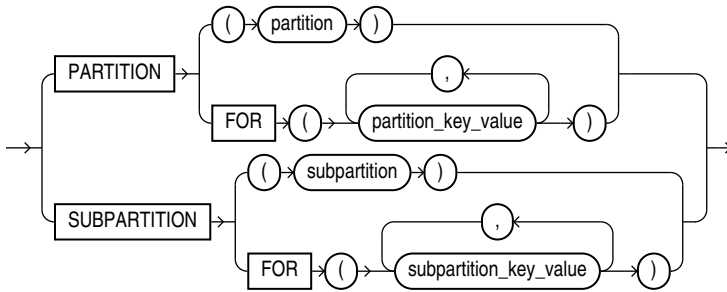 ( partition )
PARTITION
,
FOR ( partition_key_value )
( subpartition )
SUBPARTITION
,
FOR ( subpartition_key_value )